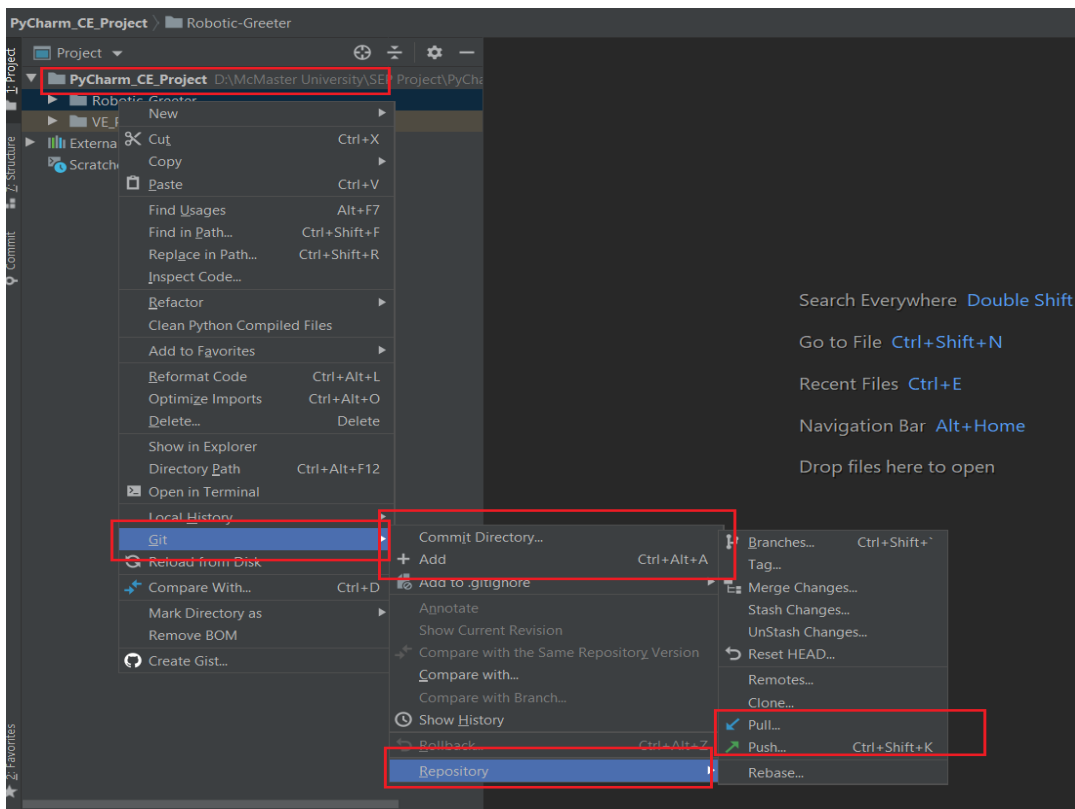 PyCharm_CE_Project Robotic-Greeter
Project
PyCharm_CE_Project D:\McMaster University\SEP Project\PyCha
Robotic-Greeter
VE_
Externa
Scratche
1: Project
7: Structure
Commit
2: Favorites
New
Cut Ctrl+X
Copy
Paste Ctrl+V
Find Usages Alt+F7
Find in Path... Ctrl+Shift+F
Replace in Path... Ctrl+Shift+R
Inspect Code...
Refactor
Clean Python Compiled Files
Add to Favorites
Reformat Code Ctrl+Alt+L
Optimize Imports Ctrl+Alt+O
Delete... Delete
Show in Explorer
Directory Path Ctrl+Alt+F12
Open in Terminal
Local History
Git
Reload from Disk
Compare With... Ctrl+D
Mark Directory as
Remove BOM
Create Gist...
Commit Directory...
Add Ctrl+Alt+A
Add to .gitignore
Annotate
Show Current Revision
Compare with the Same Repository Version
Compare with...
Compare with Branch...
Show History
Rollback... Ctrl+Alt+Z
Repository
Branches... Ctrl+Shift+`
Tag...
Merge Changes...
Stash Changes...
UnStash Changes...
Reset HEAD...
Remotes...
Clone...
Pull...
Push... Ctrl+Shift+K
Rebase...
Search Everywhere Double Shift
Go to File Ctrl+Shift+N
Recent Files Ctrl+E
Navigation Bar Alt+Home
Drop files here to open